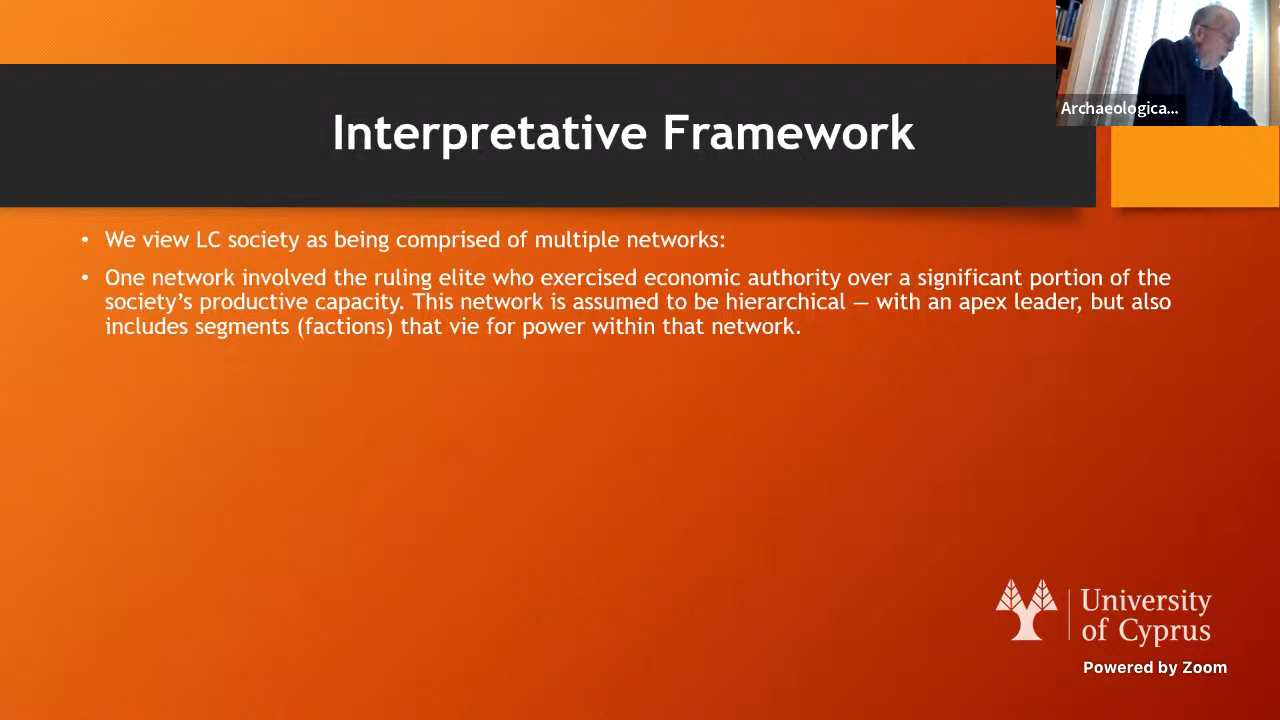 Archaeologica...
Interpretative Framework
• We view LC society as being comprised of multiple networks:
• One network involved the ruling elite who exercised economic authority over a significant portion of the
society’s productive capacity. This network is assumed to be hierarchical — with an apex leader, but also
includes segments (factions) that vie for power within that network.
University
of Cyprus
Powered by Zoom